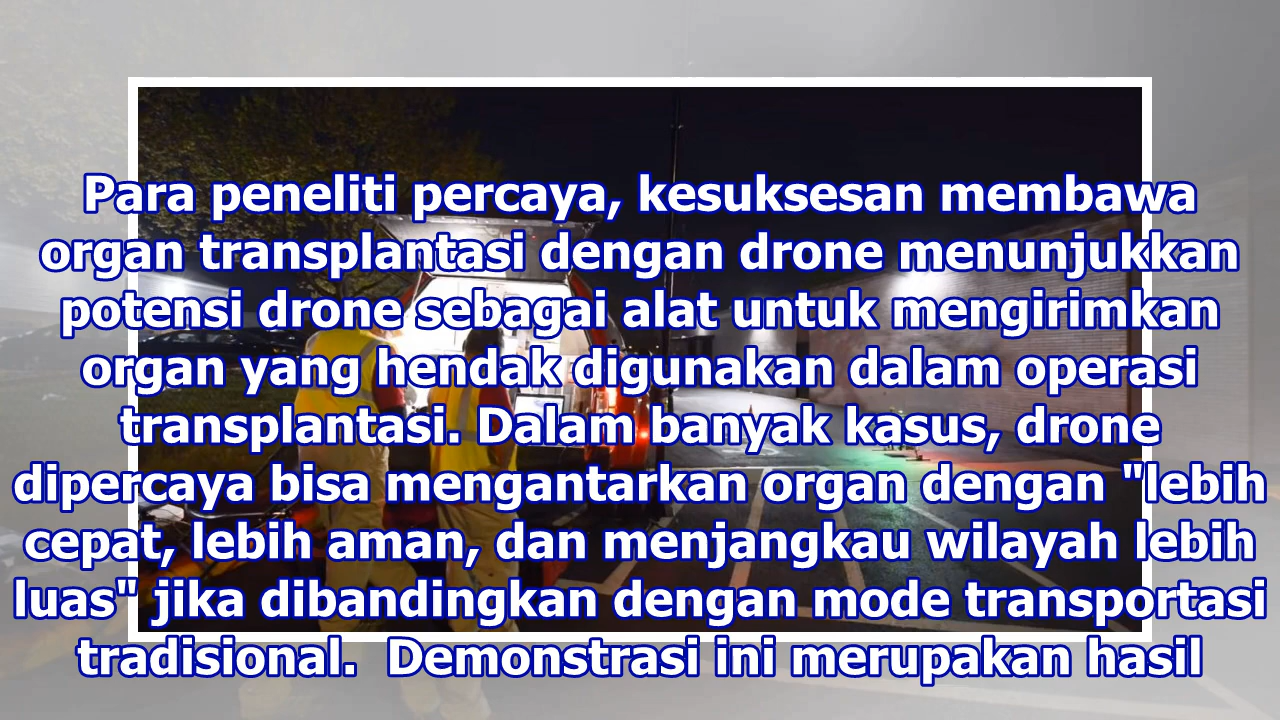 Para peneliti percaya, kesuksesan membawa
organ transplantasi dengan drone menunjukkan
potensi drone sebagai alat untuk mengirimkan
organ yang hendak digunakan dalam operasi
transplantasi. Dalam banyak kasus, drone
dipercaya bisa mengantarkan organ dengan "lebih
cepat, lebih aman, dan menjangkau wilayah lebih
luas" jika dibandingkan dengan mode transportasi
tradisional.  Demonstrasi ini merupakan hasil